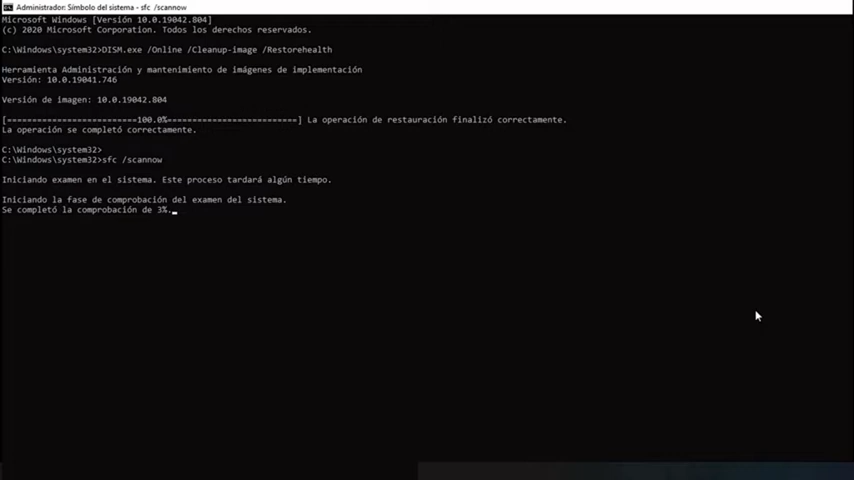 Administrador: Símbolo del sistema - sfc /scannow
Microsoft Windows [Versión 10.0.19042.804]
(c) 2020 Microsoft Corporation. Todos los derechos reservados.
C:\Windows\system32>DISM.exe /Online /Cleanup-image /Restorehealth
Herramienta Administración y mantenimiento de imágenes de implementación
Versión: 10.0.19041.746
Versión de imagen: 10.0.19042.804
[==========================100.0%==========================] La operación de restauración finalizó correctamente.
La operación se completó correctamente.
C:\Windows\system32>
C:\Windows\system32>sfc /scannow
Iniciando examen en el sistema. Este proceso tardará algún tiempo.
Iniciando la fase de comprobación del examen del sistema.
Se completó la comprobación de 3%.